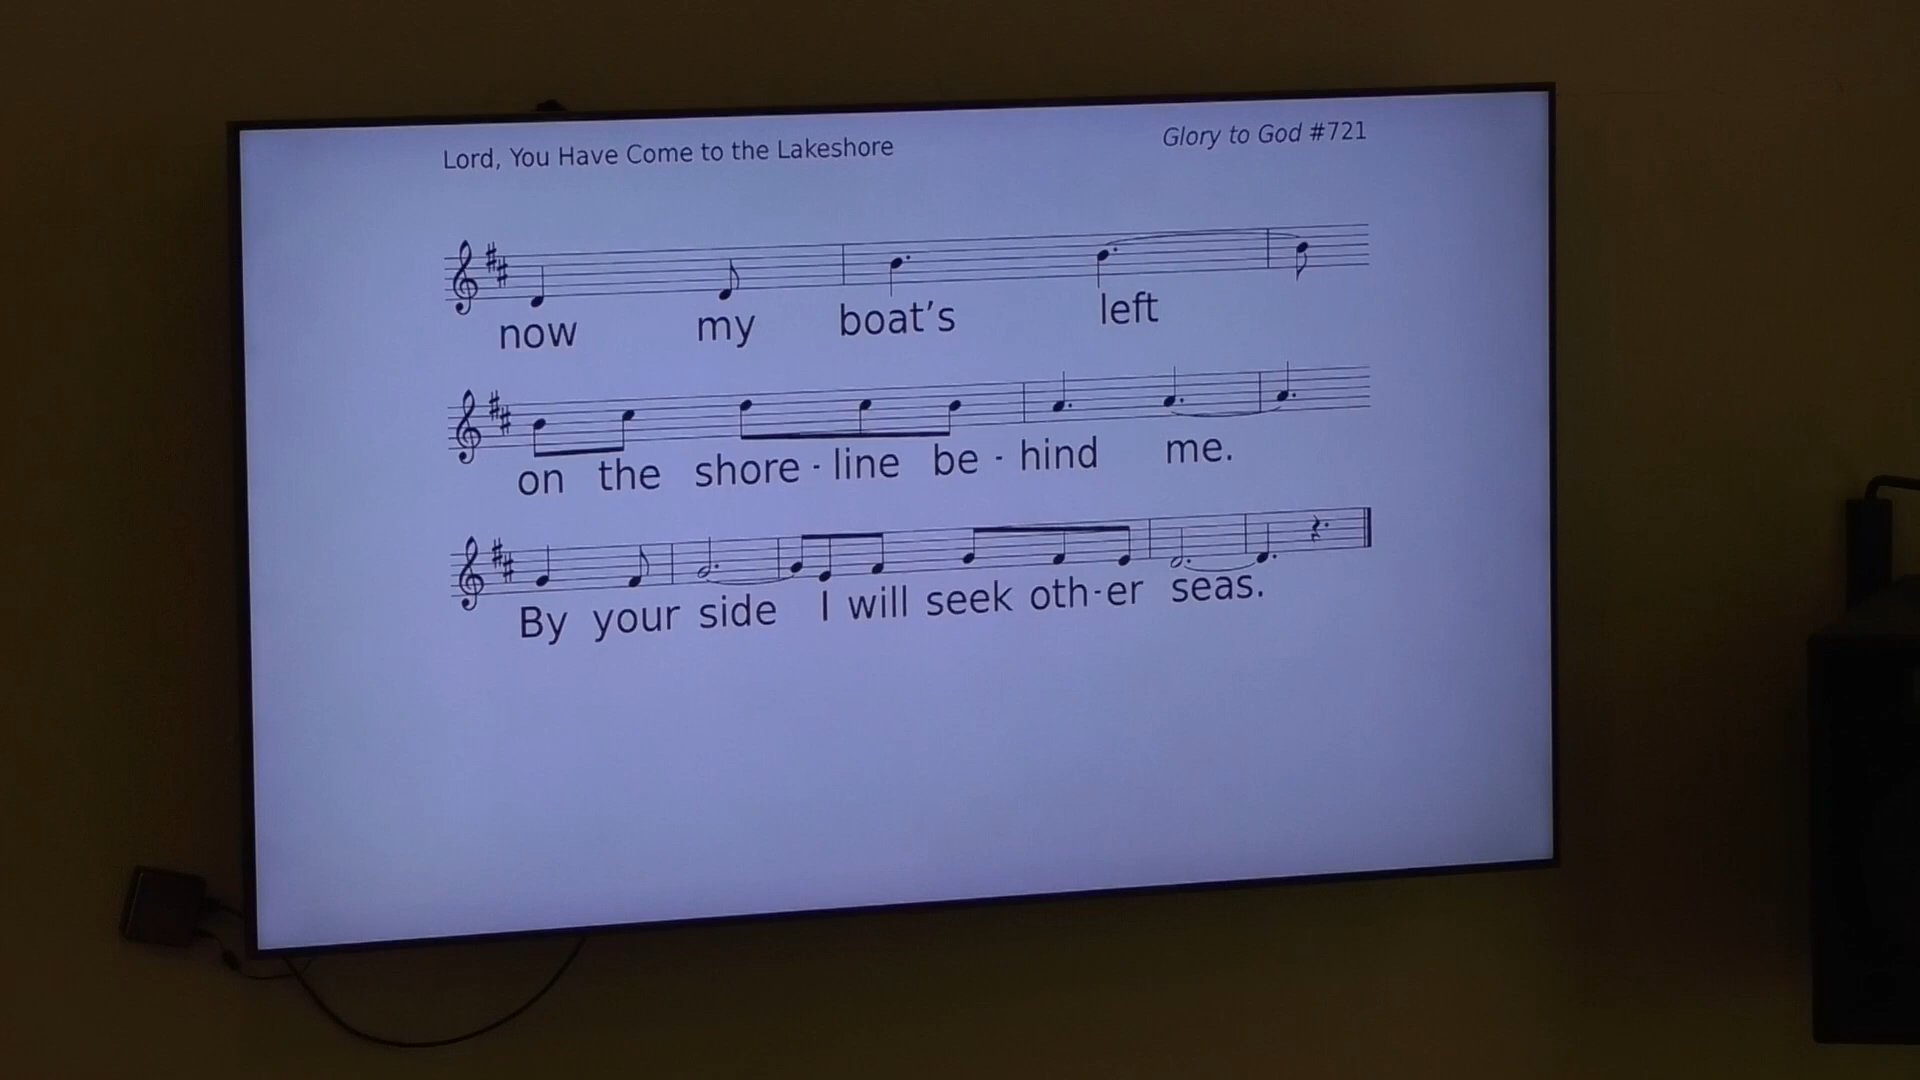 Lord, You Have Come to the Lakeshore
Glory to God #721
now my boat’s left
on the shore - line be - hind me.
By your side I will seek oth - er seas.